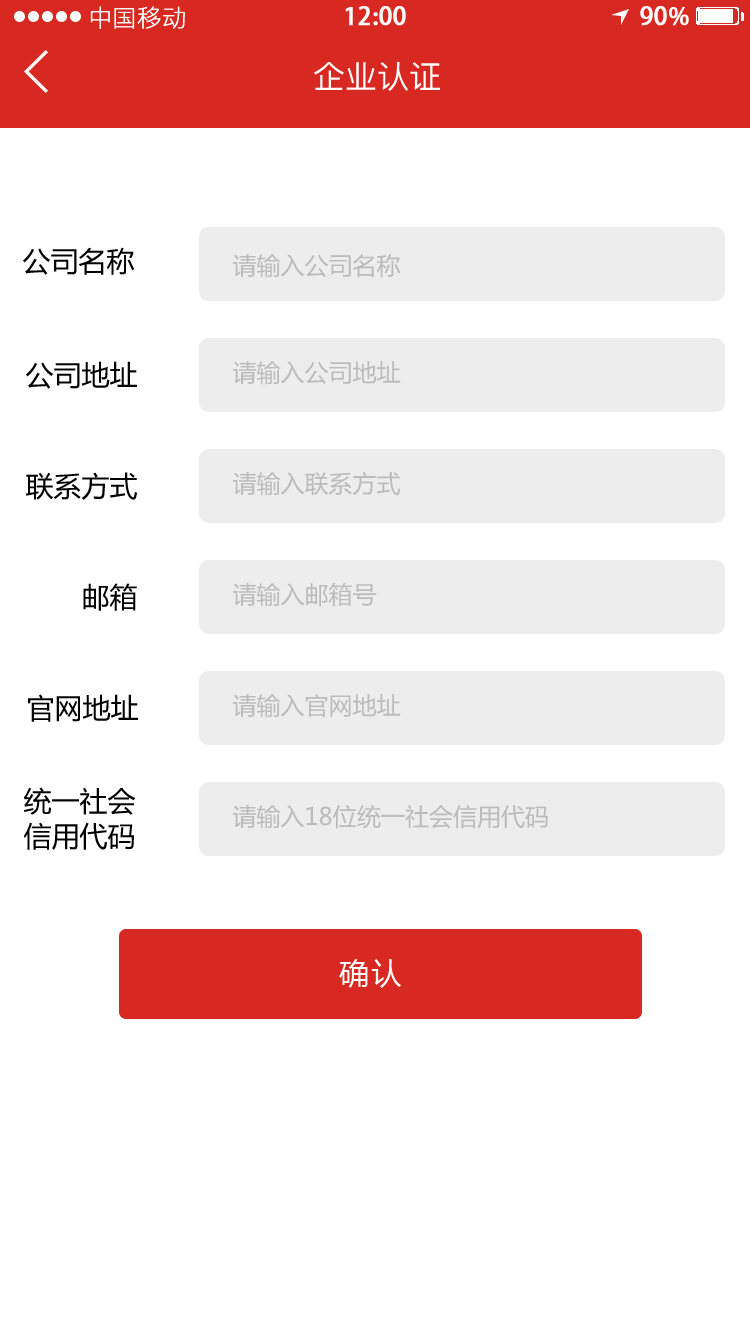 中国移动 12:00 90%
企业认证
公司名称 请输入公司名称
公司地址 请输入公司地址
联系方式 请输入联系方式
邮箱 请输入邮箱号
官网地址 请输入官网地址
统一社会
信用代码 请输入18位统一社会信用代码
确认